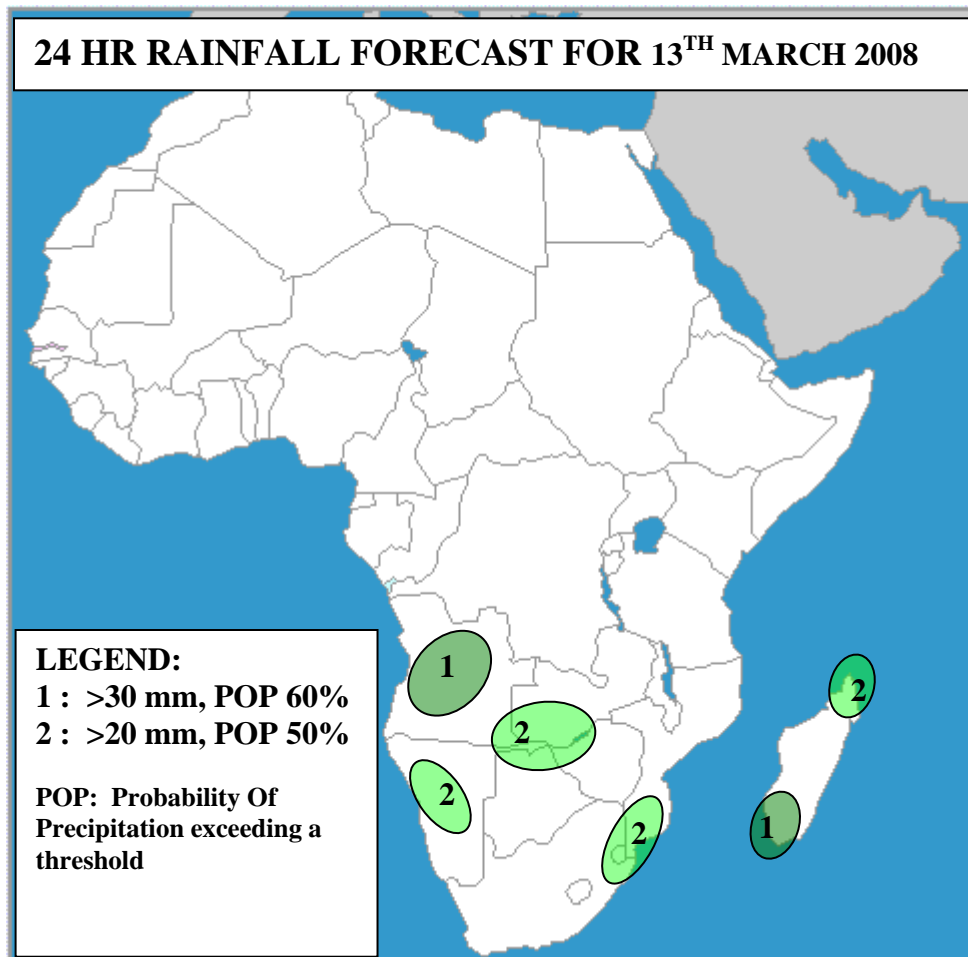 24 HR RAINFALL FORECAST FOR 13TH MARCH 2008
1
2
2
2
2
1
LEGEND:
1 : >30 mm, POP 60%
2 : >20 mm, POP 50%
POP: Probability Of
Precipitation exceeding a
threshold